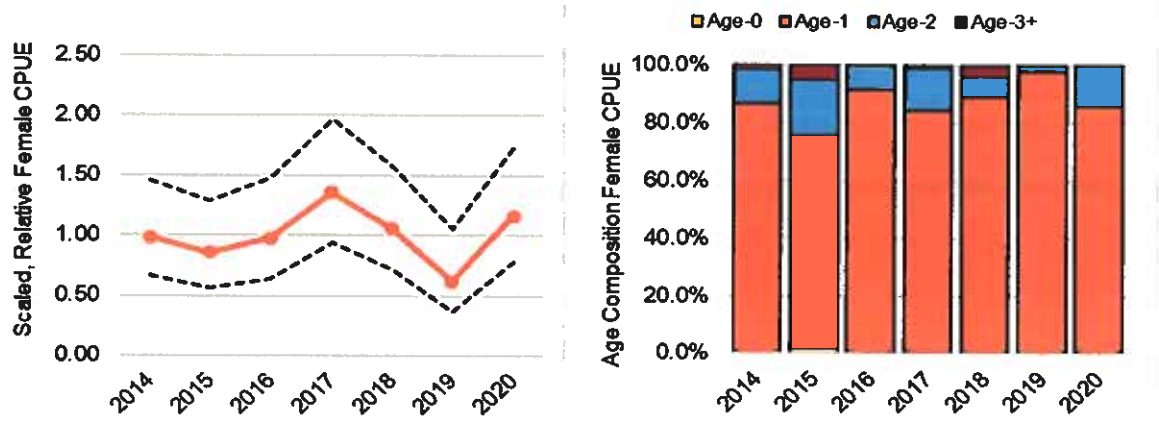 Scaled, Relative Female CPUE
2.50
2.00
1.50
1.00
0.50
0.00
2014 2015 2016 2017 2018 2019 2020
Age-0 Age-1 Age-2 Age-3+
Age Composition Female CPUE
100.0%
80.0%
60.0%
40.0%
20.0%
0.0%
2014 2015 2016 2017 2018 2019 2020